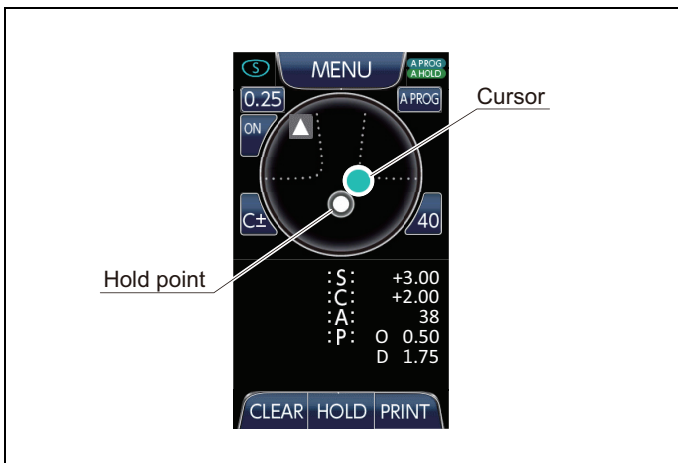 S MENU A PROG
A HOLD
0.25 A PROG
Cursor
ON
C± 40
Hold point
:S: +3.00
:C: +2.00
:A: 38
:P: O 0.50
D 1.75
CLEAR HOLD PRINT